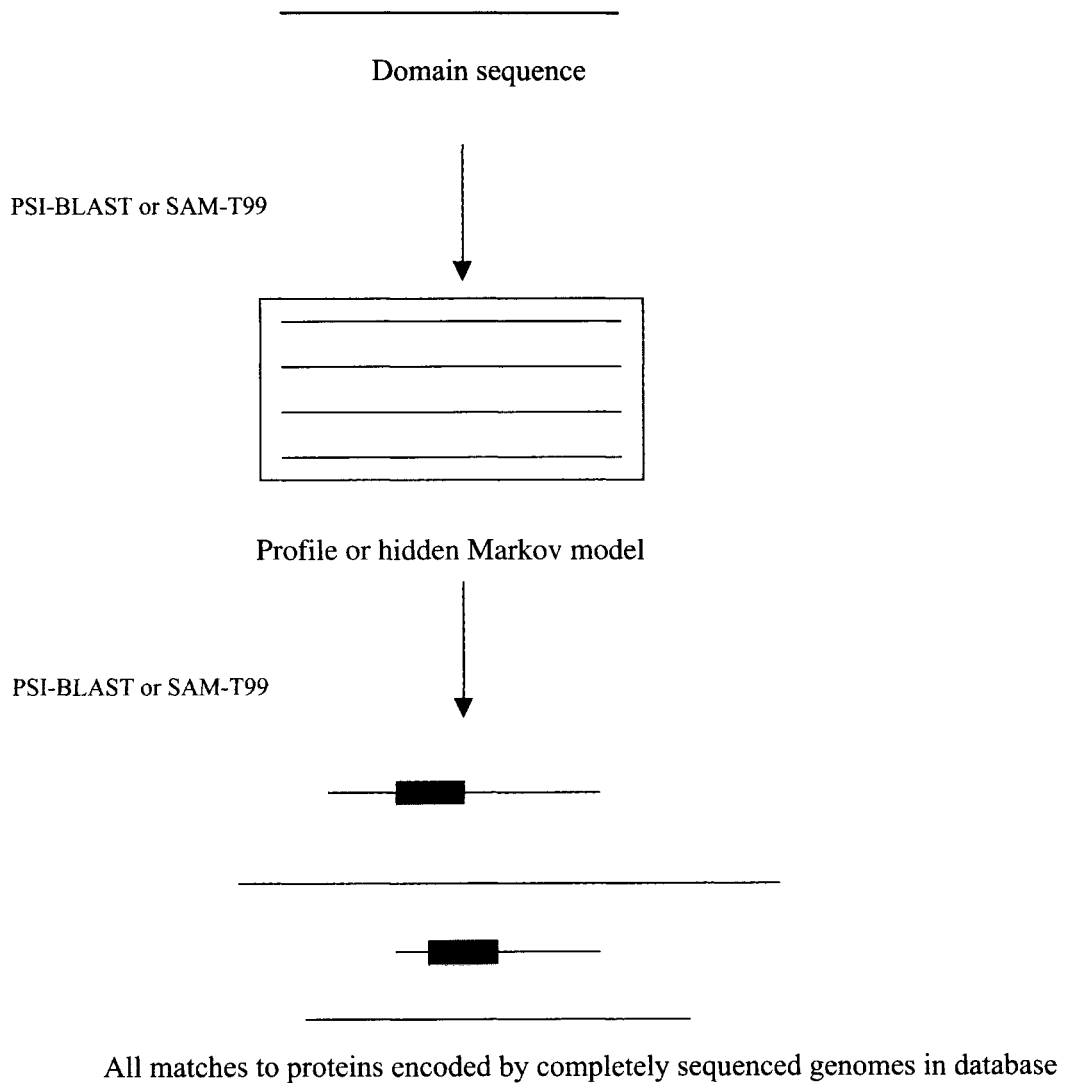 Domain sequence
PSI-BLAST or SAM-T99
Profile or hidden Markov model
PSI-BLAST or SAM-T99
All matches to proteins encoded by completely sequenced genomes in database